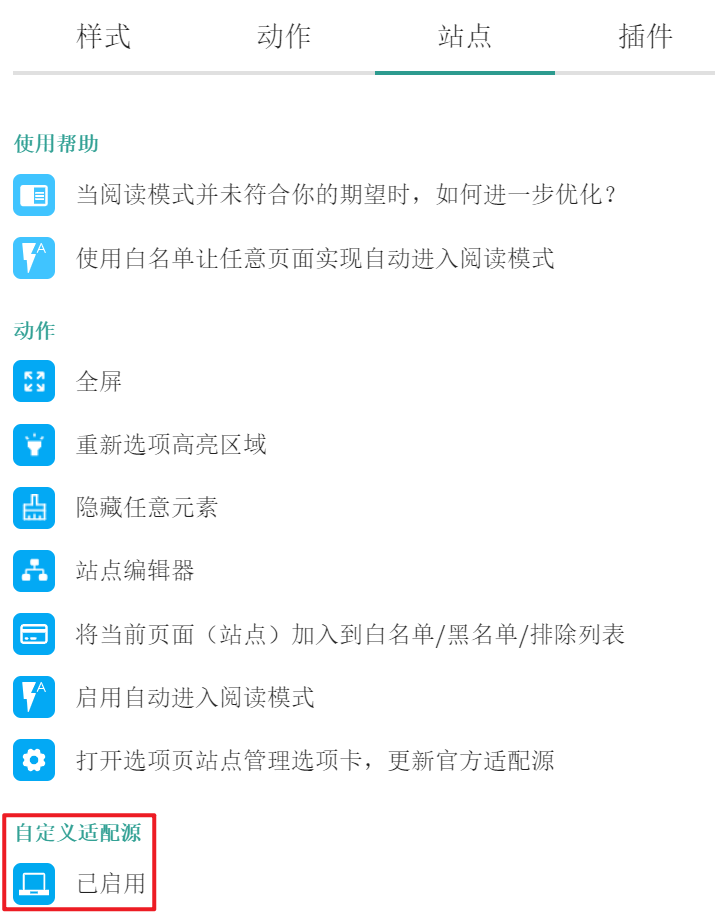 样式 动作 站点 插件
使用帮助
当阅读模式并未符合你的期望时，如何进一步优化？
使用白名单让任意页面实现自动进入阅读模式
动作
全屏
重新选项高亮区域
隐藏任意元素
站点编辑器
将当前页面（站点）加入到白名单/黑名单/排除列表
启用自动进入阅读模式
打开选项页站点管理选项卡，更新官方适配源
自定义适配源
已启用